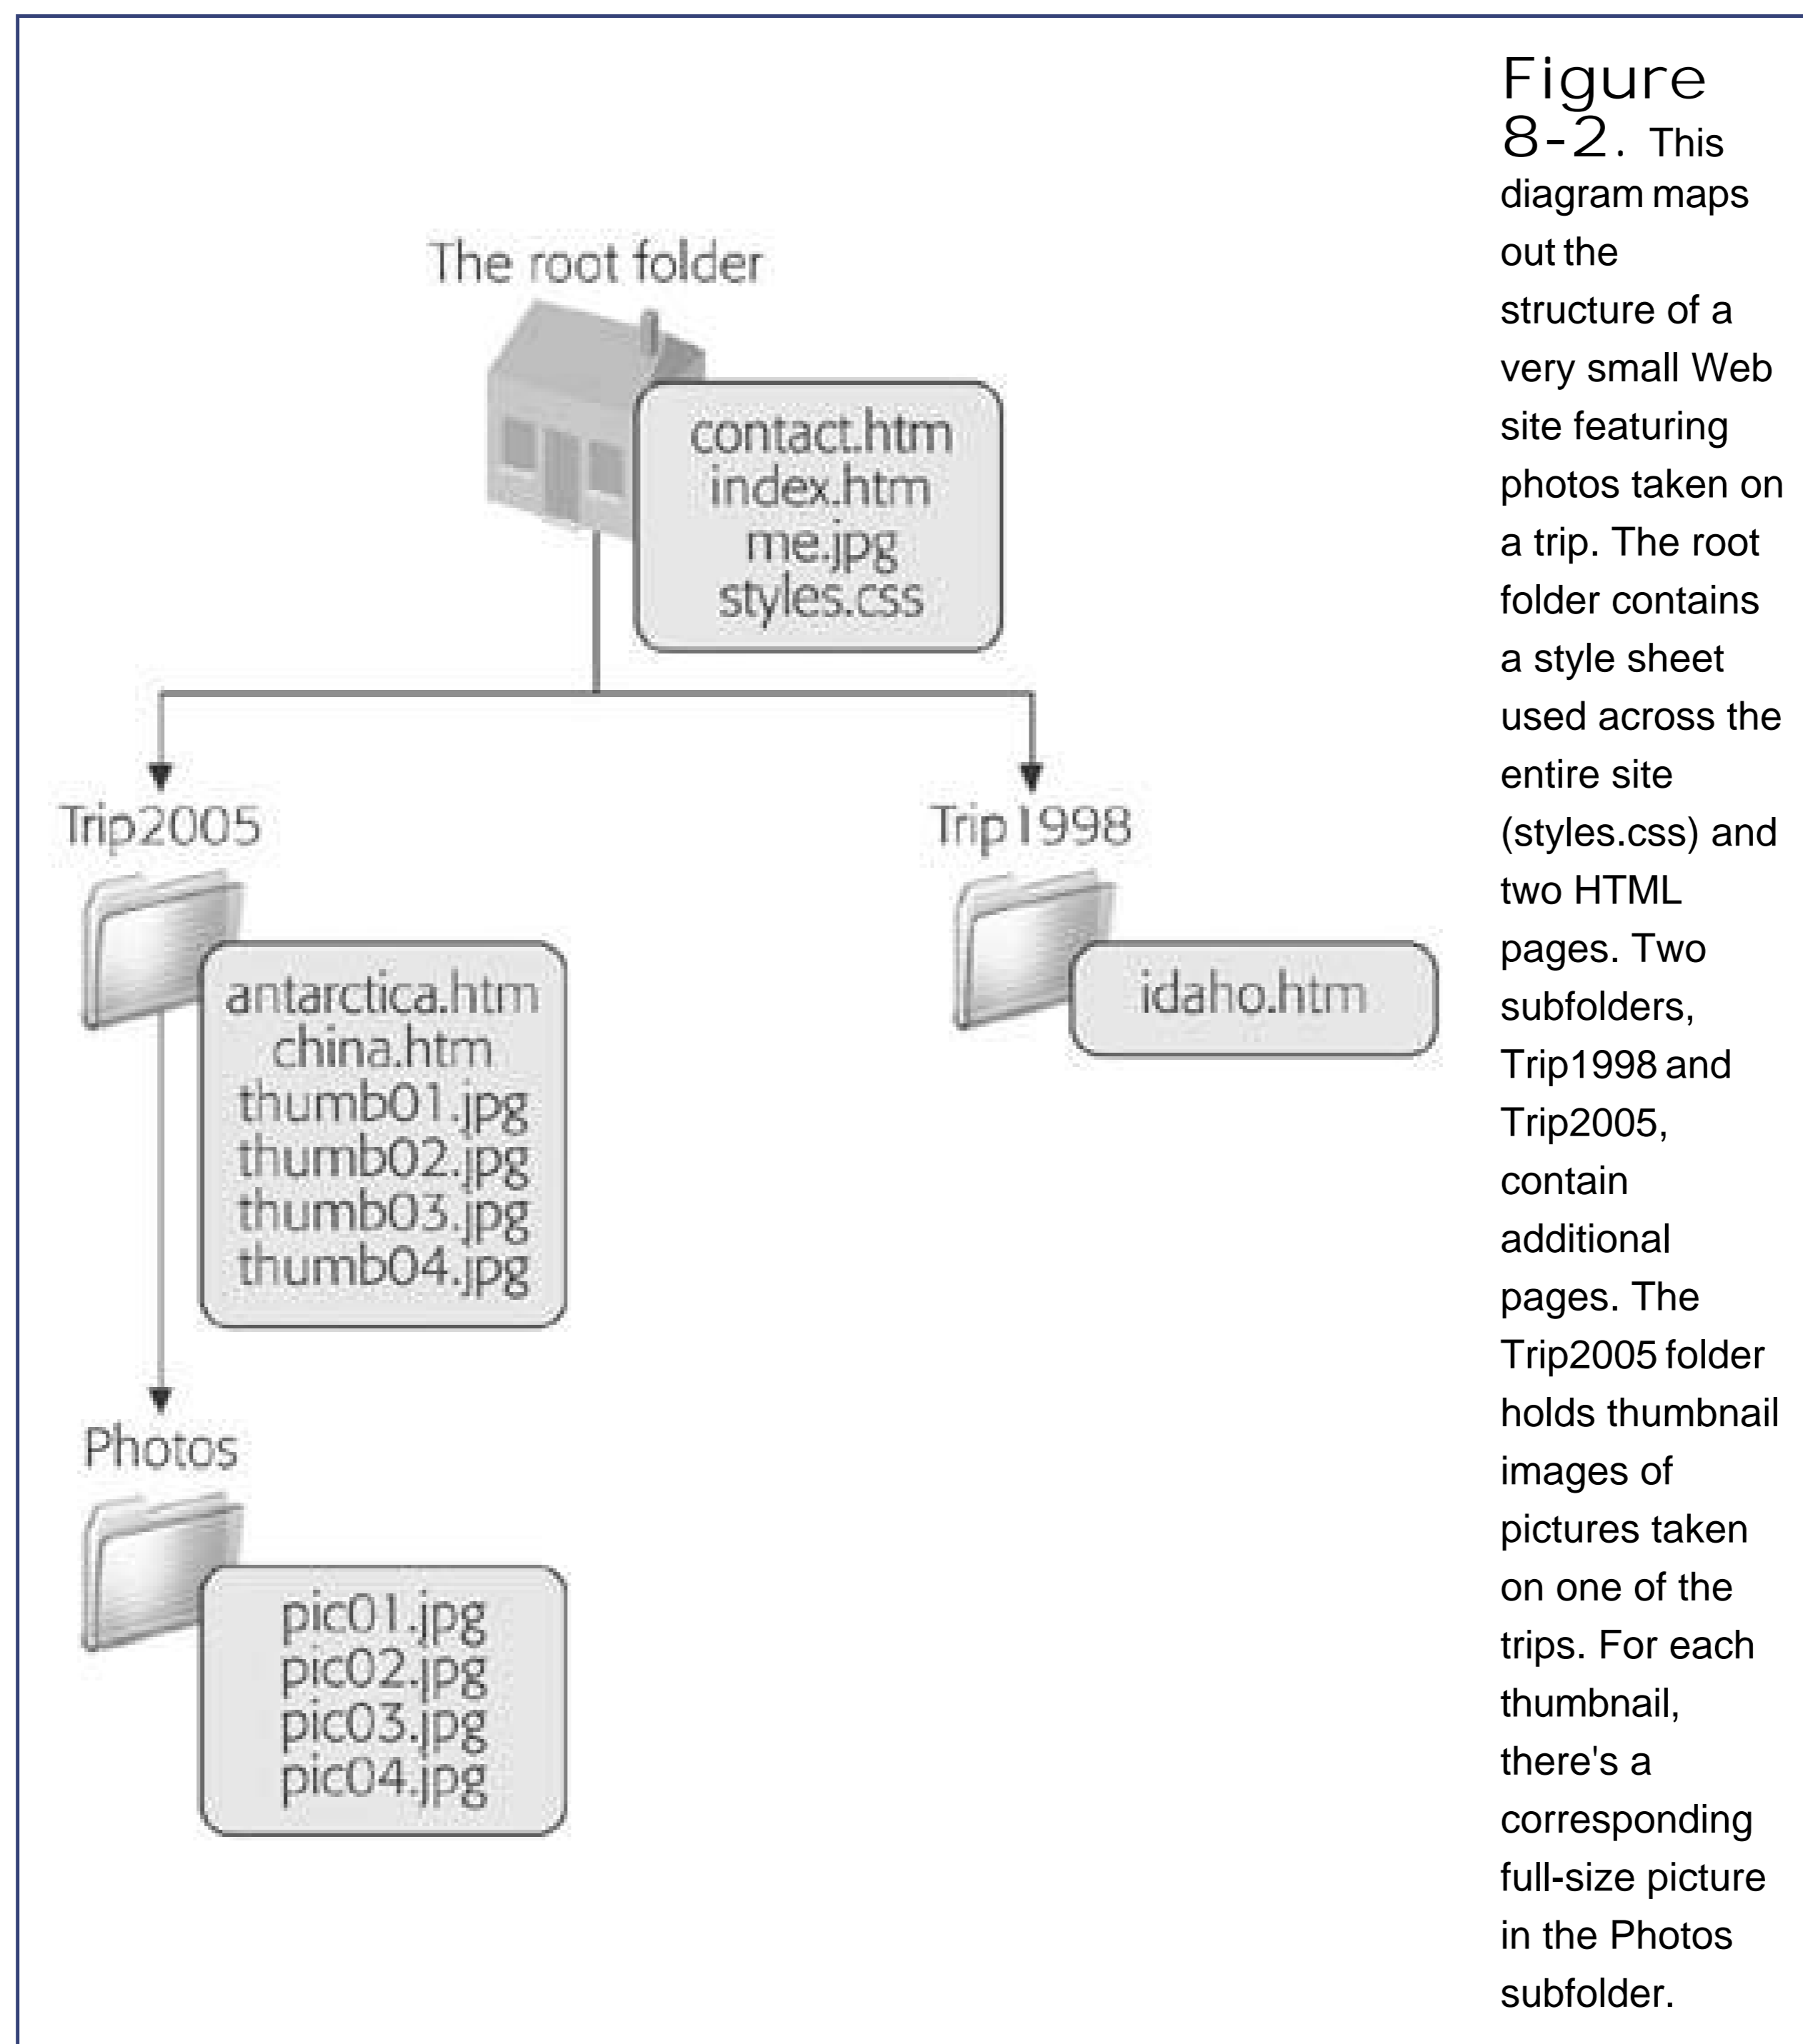 The root folder
contact.htm
index.htm
me.jpg
styles.css
Trip2005
antarctica.htm
china.htm
thumb01.jpg
thumb02.jpg
thumb03.jpg
thumb04.jpg
Trip1998
idaho.htm
Photos
pic01.jpg
pic02.jpg
pic03.jpg
pic04.jpg
Figure
8-2. This
diagram maps
out the
structure of a
very small Web
site featuring
photos taken on
a trip. The root
folder contains
a style sheet
used across the
entire site
(styles.css) and
two HTML
pages. Two
subfolders,
Trip1998 and
Trip2005,
contain
additional
pages. The
Trip2005 folder
holds thumbnail
images of
pictures taken
on one of the
trips. For each
thumbnail,
there's a
corresponding
full-size picture
in the Photos
subfolder.